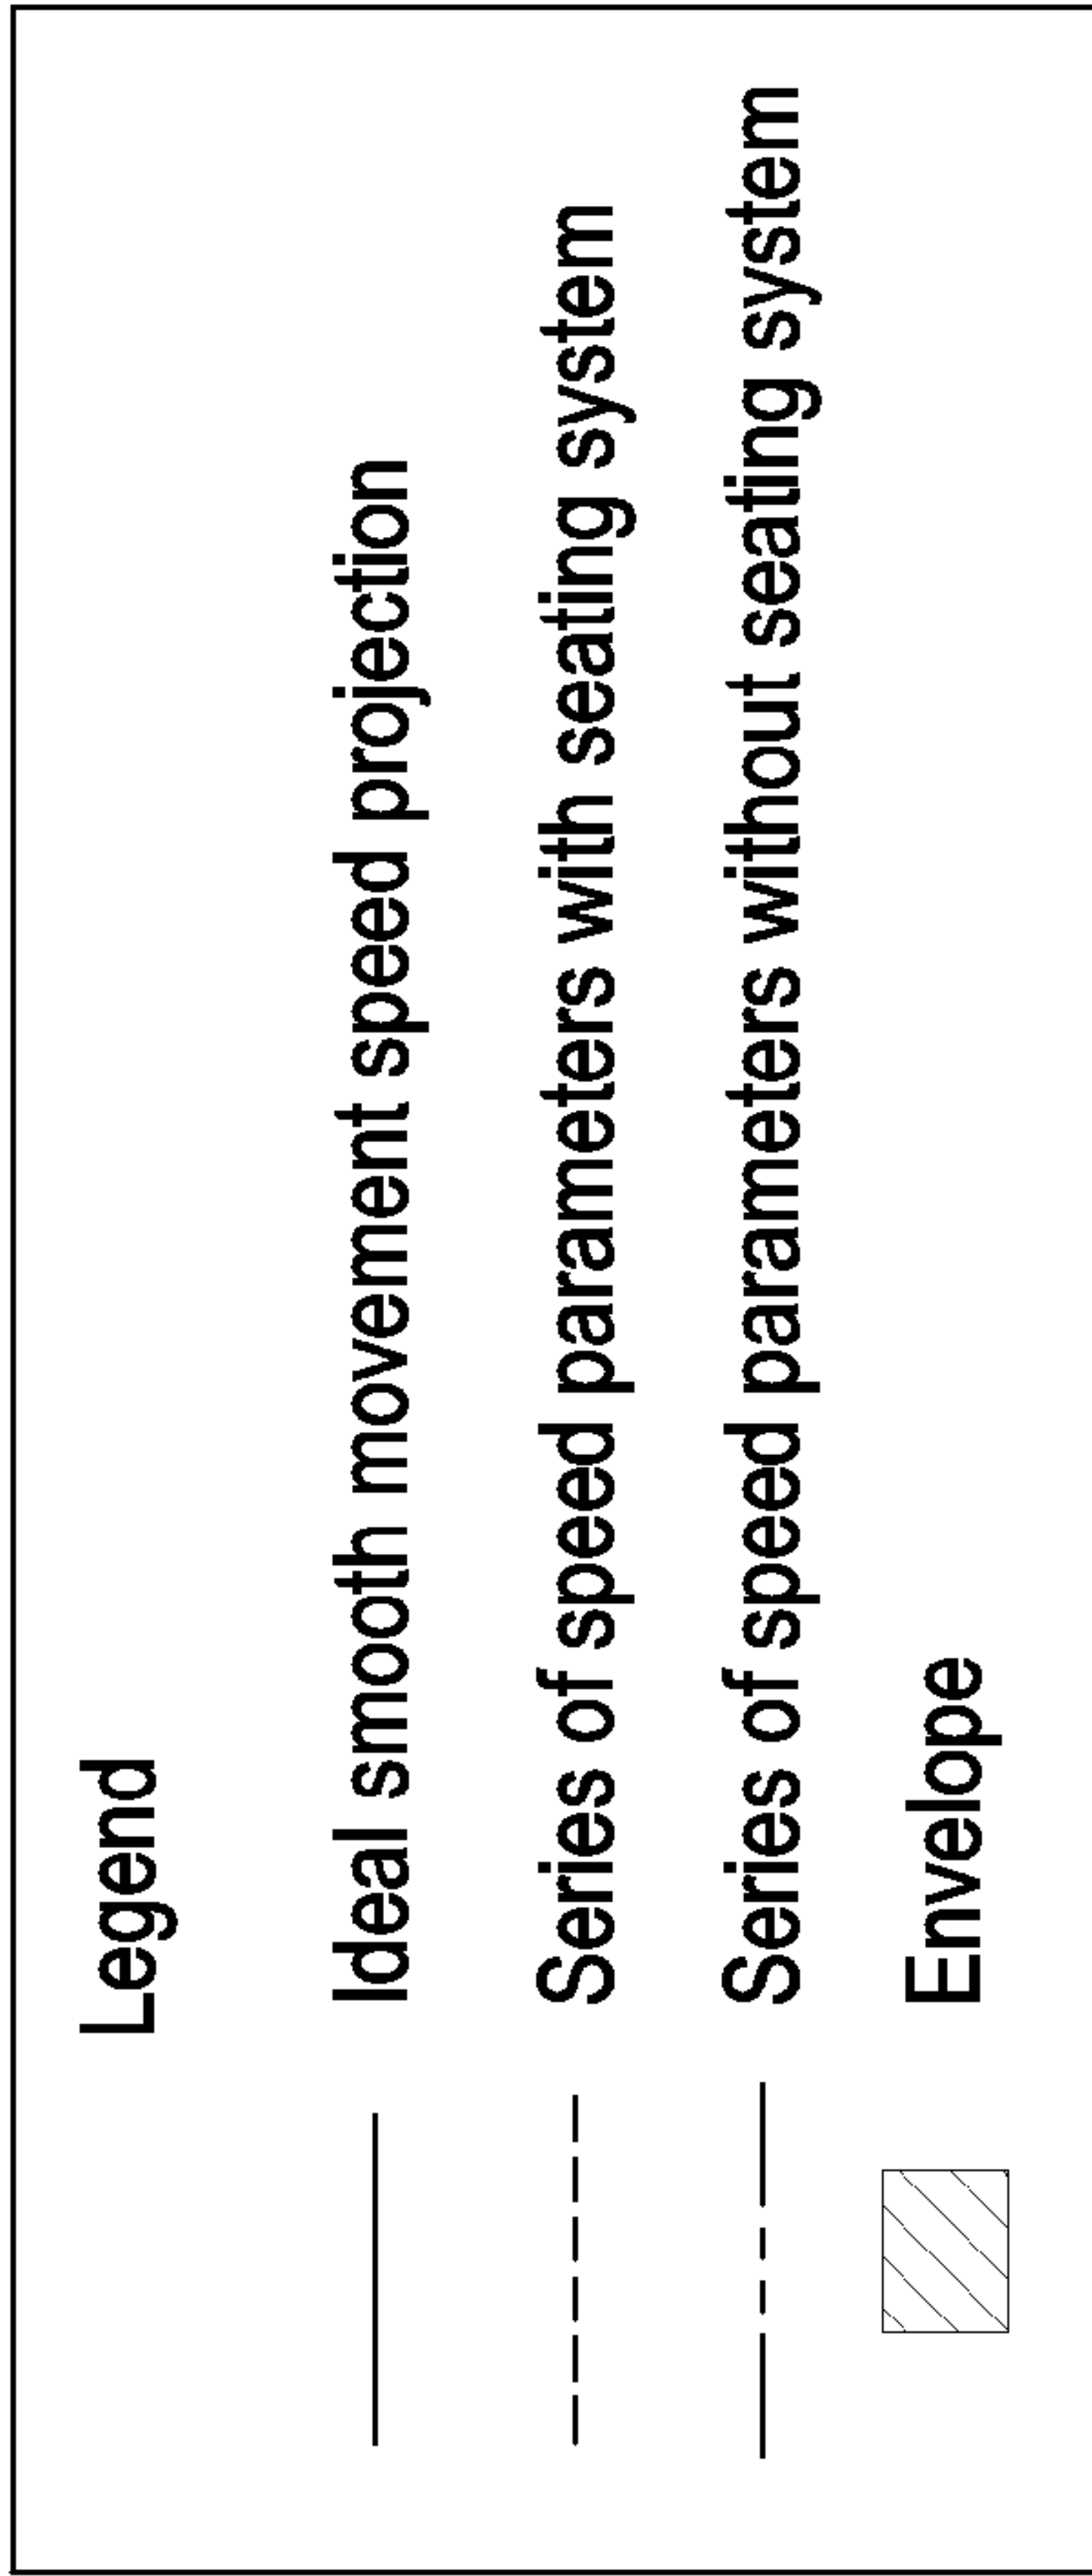 Legend
Ideal smooth movement speed projection
Series of speed parameters with seating system
Series of speed parameters without seating system
Envelope